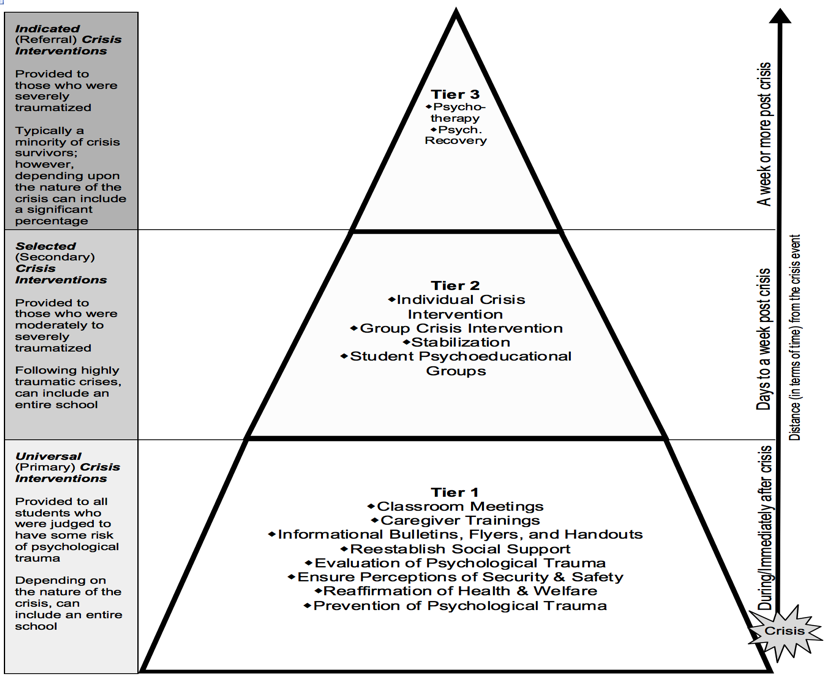 Indicated
(Referral) Crisis
Interventions
Provided to
those who were
severely
traumatized
Typically a
minority of crisis
survivors;
however,
depending upon
the nature of the
crisis can include
a significant
percentage
Selected
(Secondary)
Crisis
Interventions
Provided to
those who were
moderately to
severely
traumatized
Following highly
traumatic crises,
can include an
entire school
Universal
(Primary) Crisis
Interventions
Provided to all
students who
were judged to
have some risk
of psychological
trauma
Depending on
the nature of the
crisis, can
include an entire
school
Tier 3
◆Psycho-
therapy
◆Psych.
Recovery
Tier 2
◆Individual Crisis
Intervention
◆Group Crisis Intervention
◆Stabilization
◆Student Psychoeducational
Groups
Tier 1
◆Classroom Meetings
◆Caregiver Trainings
◆Informational Bulletins, Flyers, and Handouts
◆Reestablish Social Support
◆Evaluation of Psychological Trauma
◆Ensure Perceptions of Security & Safety
◆Reaffirmation of Health & Welfare
◆Prevention of Psychological Trauma
A week or more post crisis
Days to a week post crisis
During/Immediately after crisis
Distance (in terms of time) from the crisis event
Crisis